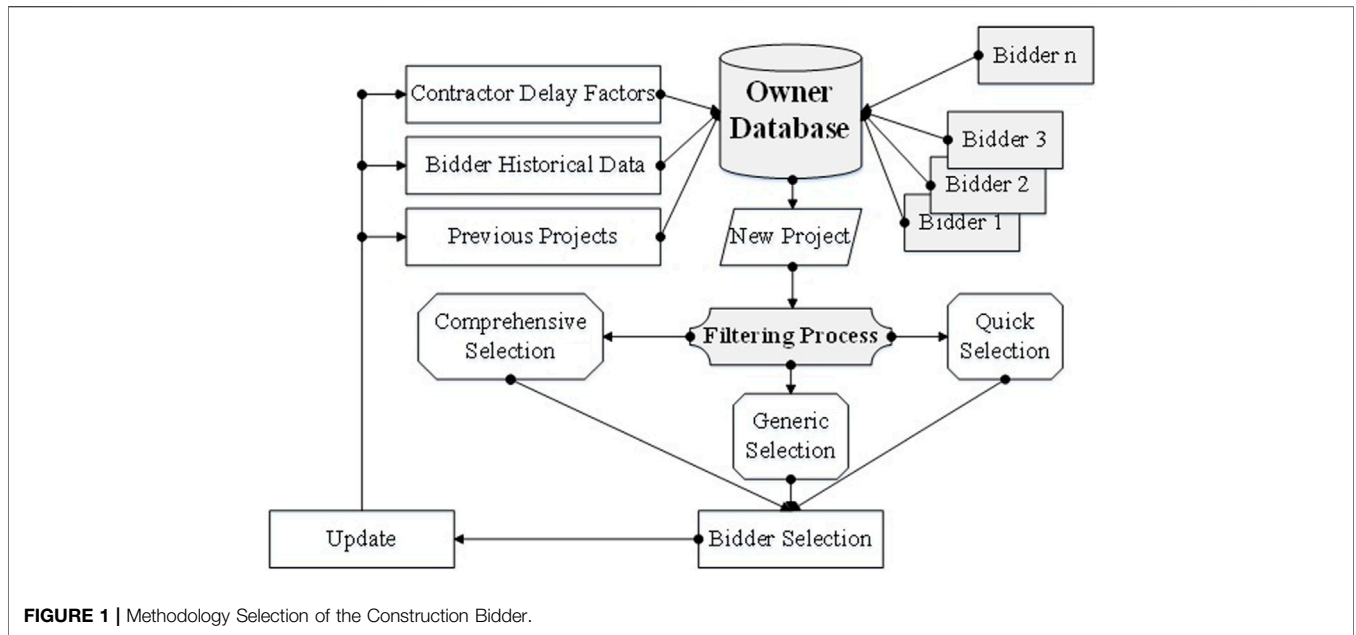 Contractor Delay Factors
Bidder Historical Data
Previous Projects
Owner
Database
Bidder n
Bidder 3
Bidder 2
Bidder 1
New Project
Comprehensive
Selection
Filtering Process
Quick
Selection
Generic
Selection
Update
Bidder Selection
FIGURE 1 | Methodology Selection of the Construction Bidder.